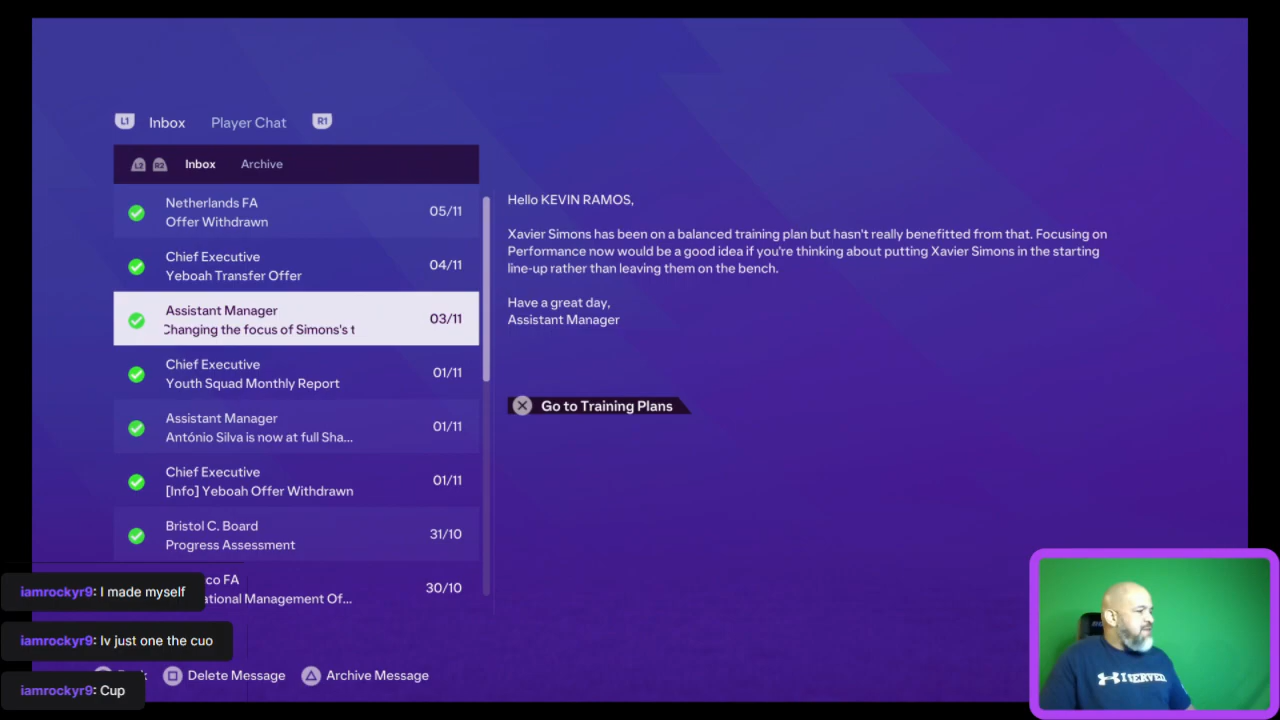 L1 Inbox Player Chat R1
L2 R2 Inbox Archive
Netherlands FA
Offer Withdrawn
05/11
Chief Executive
Yeboah Transfer Offer
04/11
Assistant Manager
Changing the focus of Simons's t
03/11
Chief Executive
Youth Squad Monthly Report
01/11
Assistant Manager
António Silva is now at full Sha...
01/11
Chief Executive
[Info] Yeboah Offer Withdrawn
01/11
Bristol C. Board
Progress Assessment
31/10
co FA
ational Management Of...
30/10
Hello KEVIN RAMOS,
Xavier Simons has been on a balanced training plan but hasn't really benefitted from that. Focusing on
Performance now would be a good idea if you're thinking about putting Xavier Simons in the starting
line-up rather than leaving them on the bench.
Have a great day,
Assistant Manager
Go to Training Plans
iamrockyr9: I made myself
iamrockyr9: Iv just one the cuo
iamrockyr9: Cup
Delete Message Archive Message
I SERVED